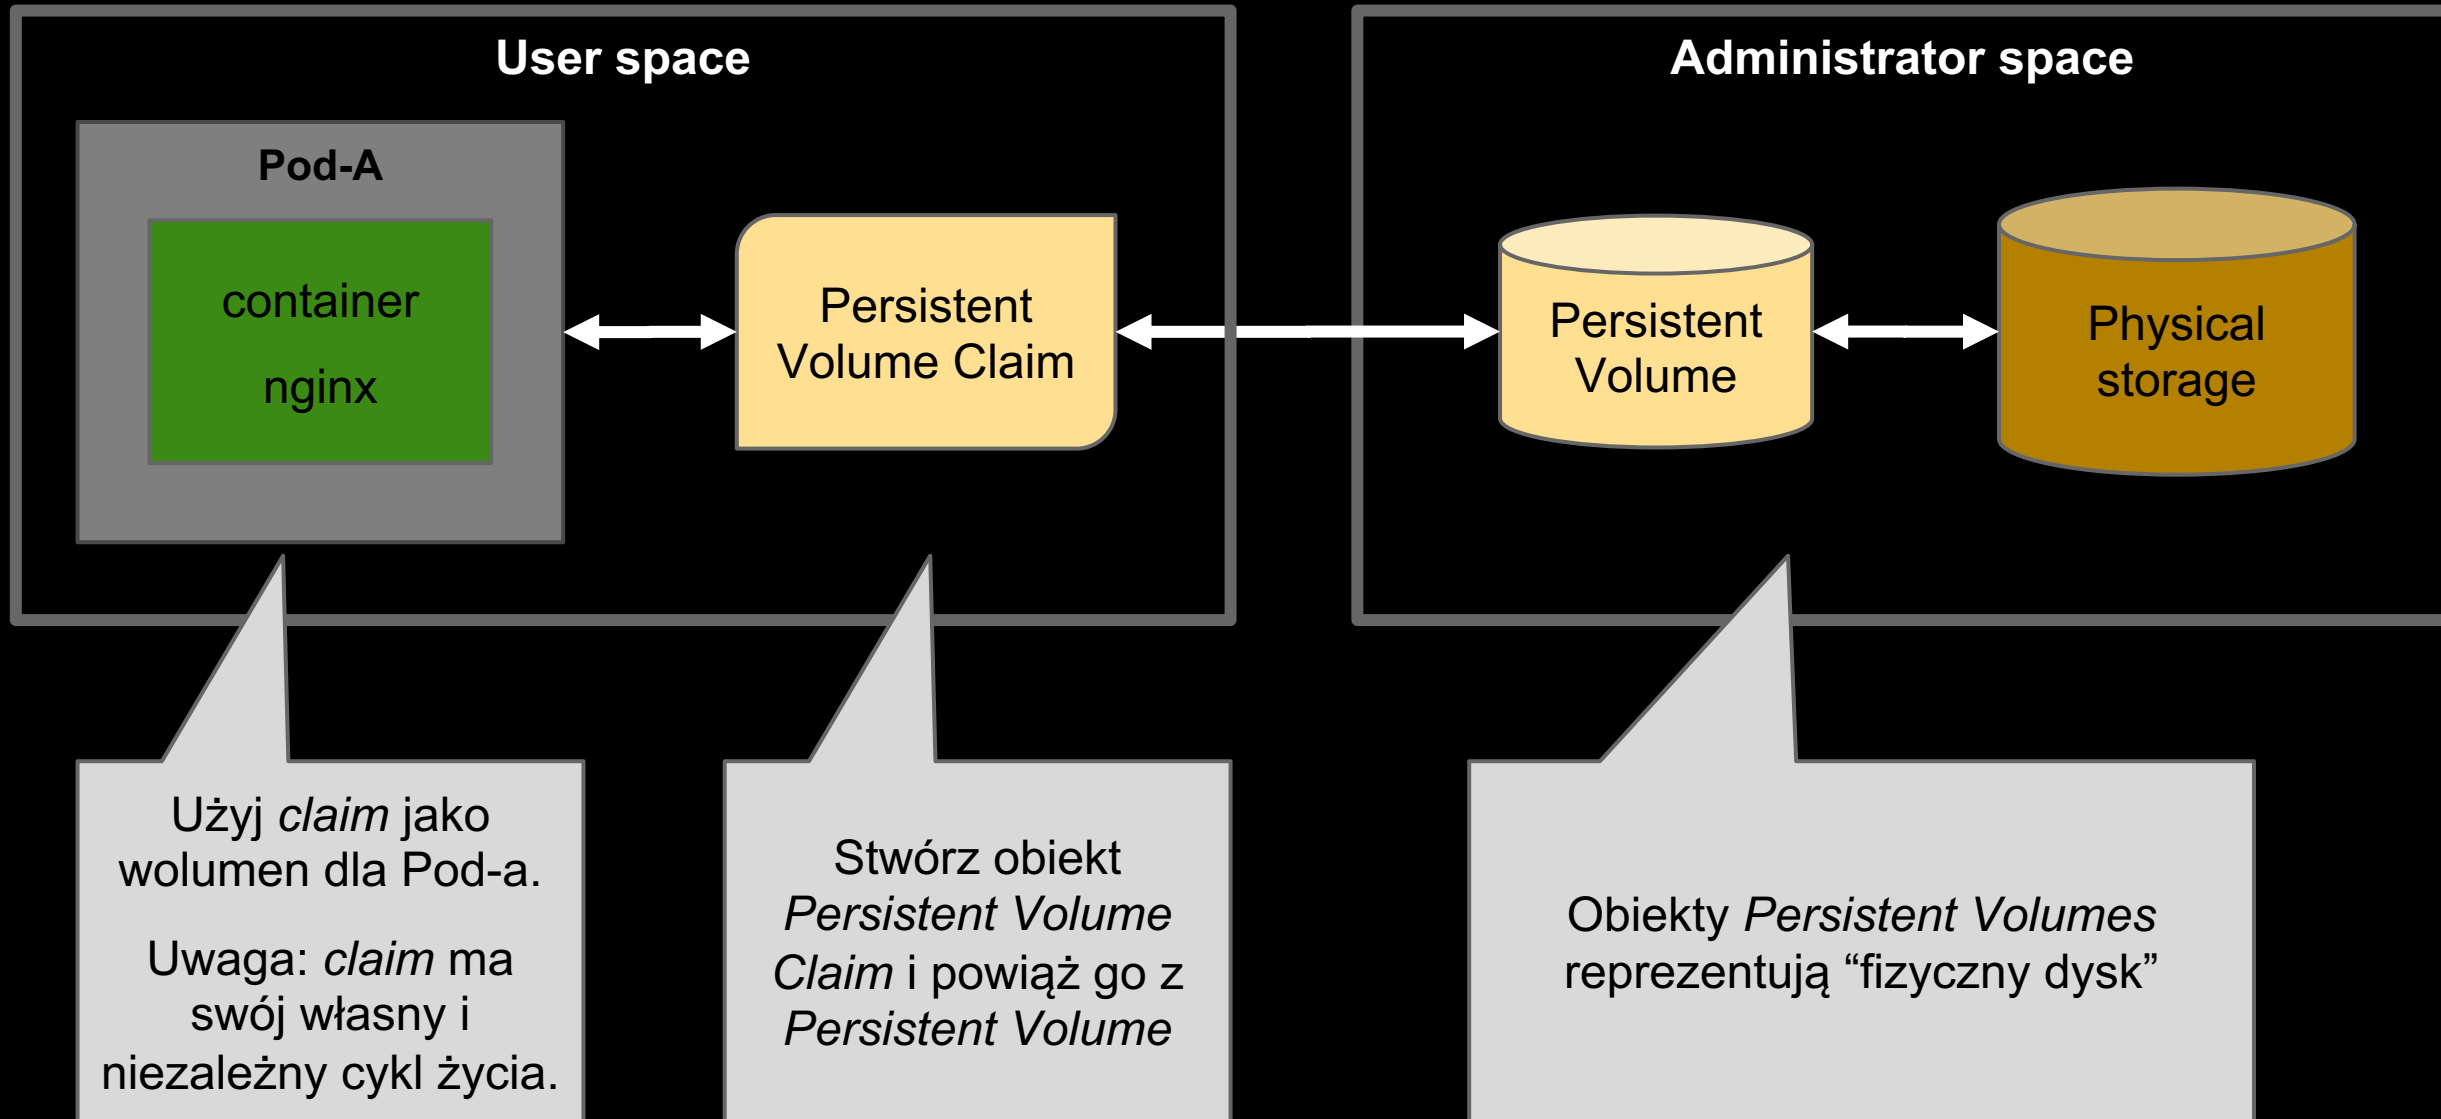 User space
Administrator space
Pod-A
container
nginx
Persistent
Volume Claim
Persistent
Volume
Physical
storage
Użyj claim jako
wolumen dla Pod-a.
Uwaga: claim ma
swój własny i
niezależny cykl życia.
Stwórz obiekt
Persistent Volume
Claim i powiąż go z
Persistent Volume
Obiekty Persistent Volumes
reprezentują “fizyczny dysk”